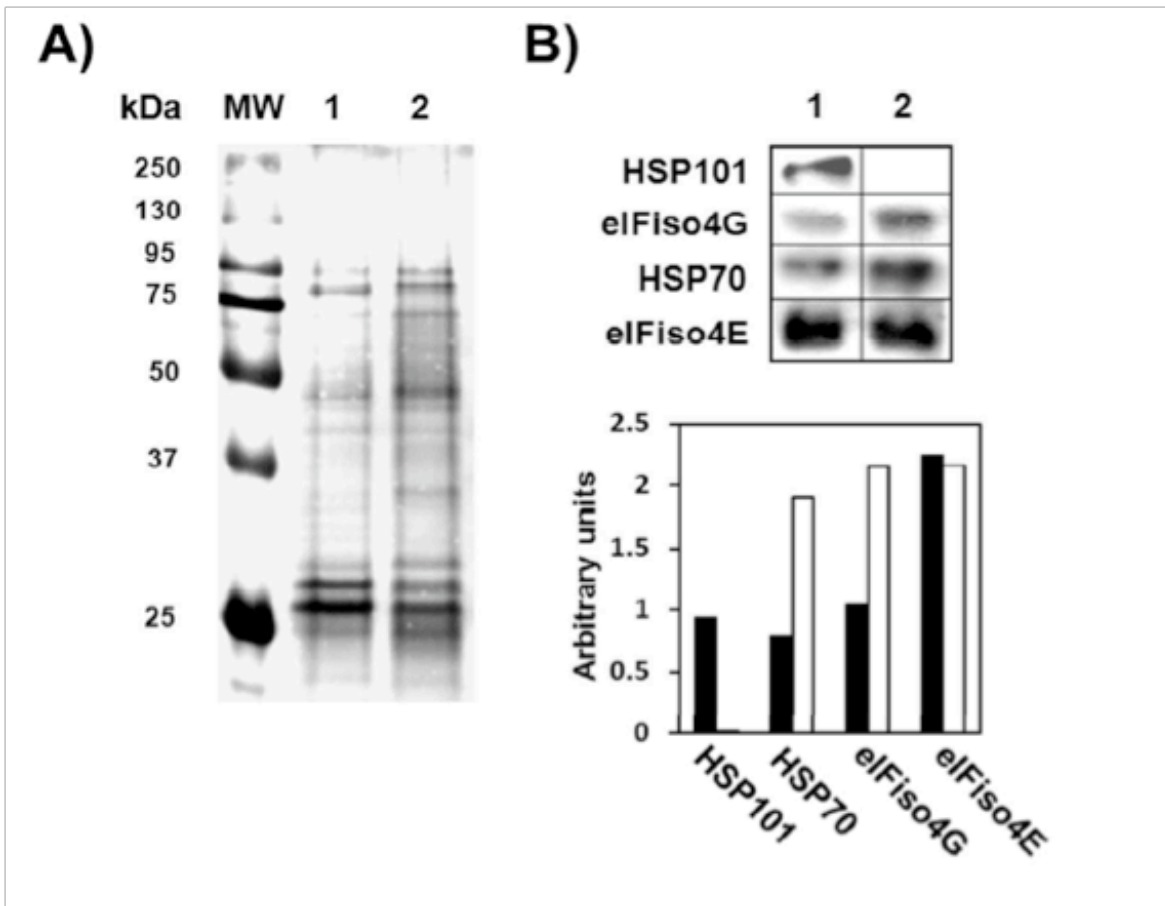 A)
kDa MW 1 2
250
130
95
75
50
37
25
B)
1 2
HSP101
eIFiso4G
HSP70
eIFiso4E
2.5
2
1.5
1
0.5
0
Arbitrary units
HSP101
HSP70
eIFiso4G
eIFiso4E